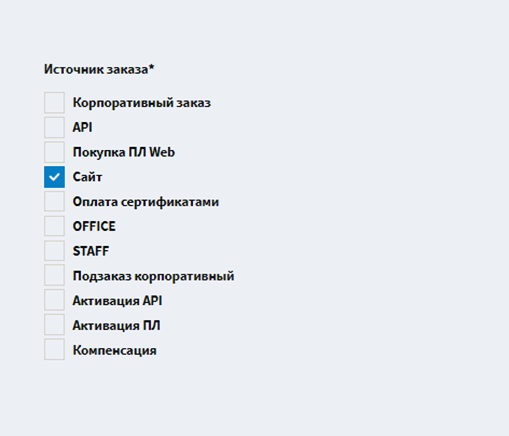 Источник заказа*
Корпоративный заказ
API
Покупка ПЛ Web
Сайт
Оплата сертификатами
OFFICE
STAFF
Подзаказ корпоративный
Активация API
Активация ПЛ
Компенсация